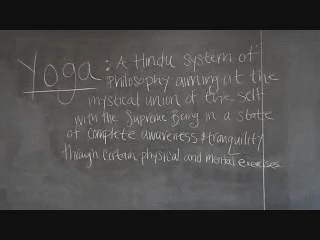 Yoga: A Hindu system of
Philosophy aiming at the
mystical union of the self
with the Supreme Being in a state
of complete awareness & tranquility
through certain physical and mental exercises